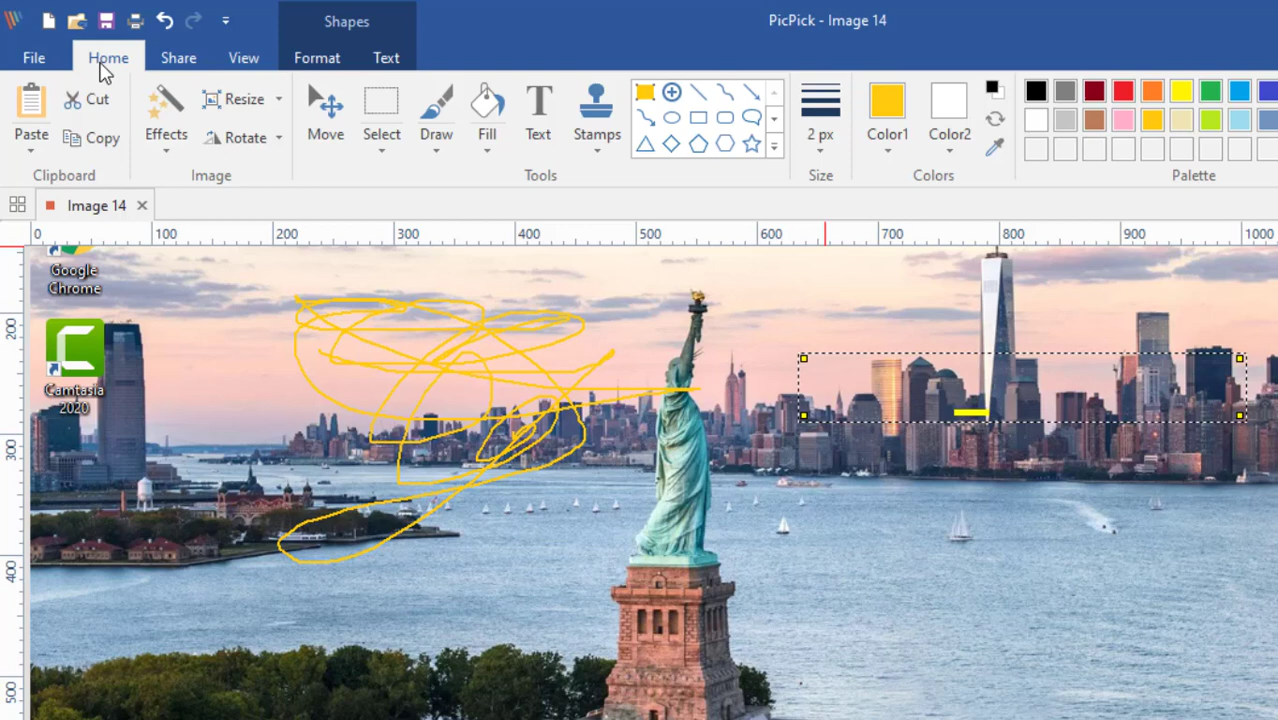 Shapes
PicPick - Image 14
File
Home
Share
View
Format
Text
Paste
Cut
Copy
Clipboard
Effects
Resize
Rotate
Image
Move
Select
Draw
Fill
Text
Stamps
Tools
2 px
Size
Color1
Color2
Colors
Palette
Image 14
0 100 200 300 400 500 600 700 800 900 1000
200
300
400
500
Google
Chrome
Camtasia
2020